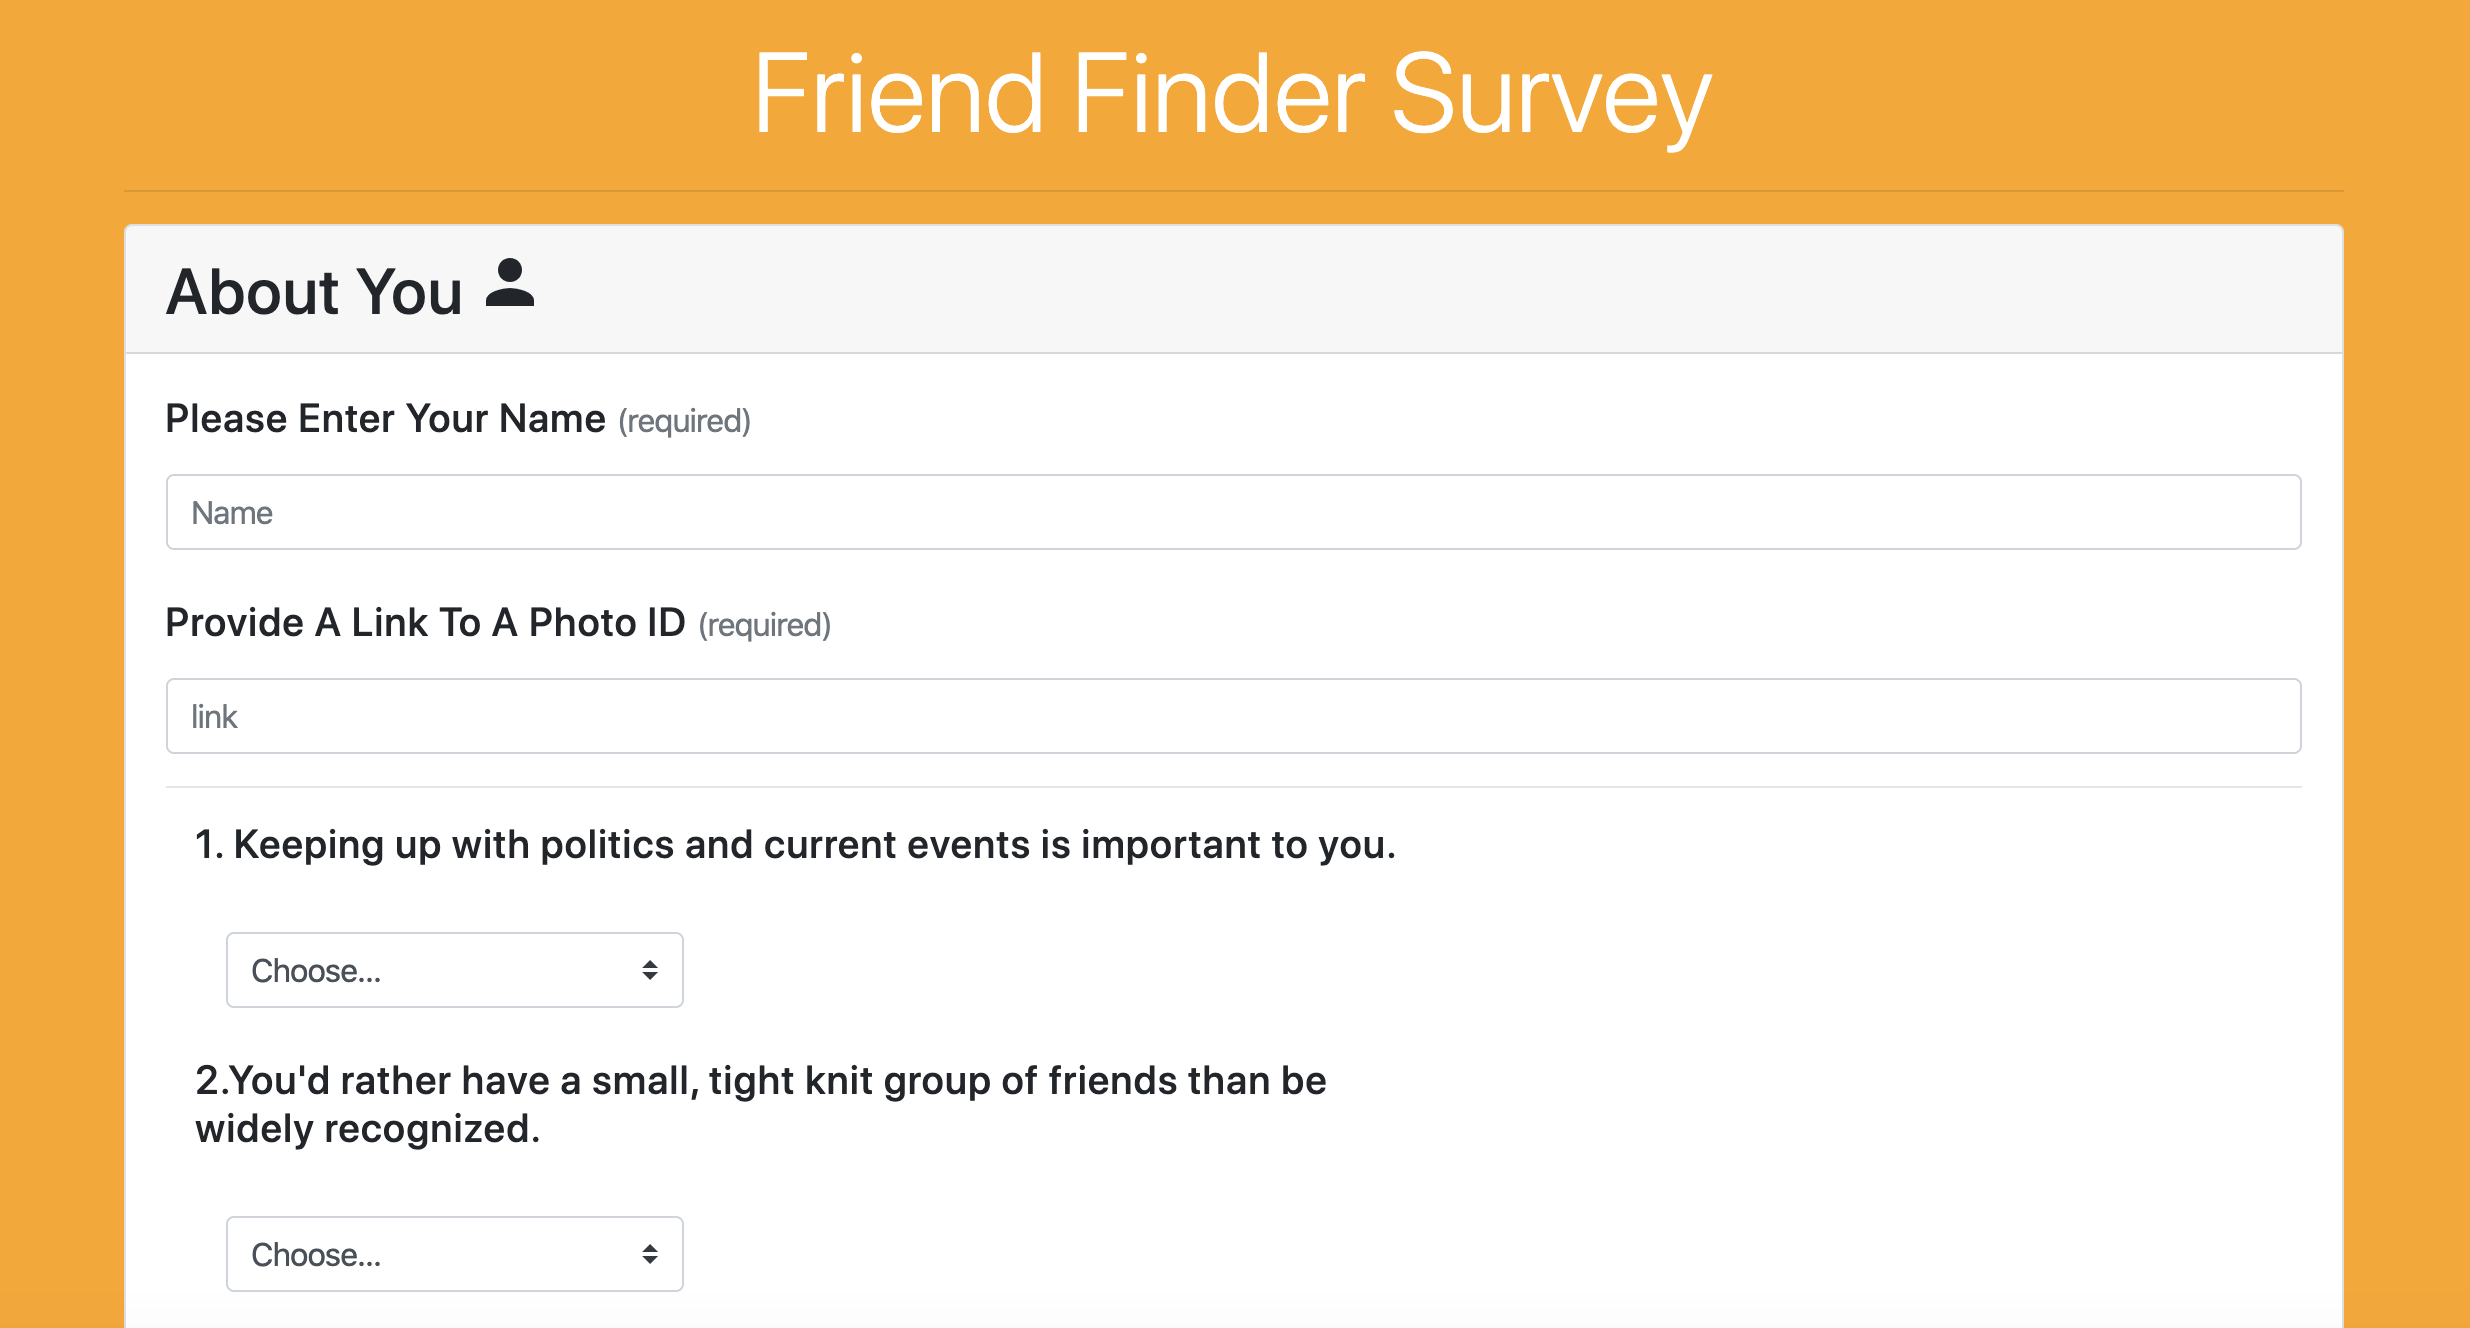 Friend Finder Survey
About You
Please Enter Your Name (required)
Name
Provide A Link To A Photo ID (required)
link
1. Keeping up with politics and current events is important to you.
Choose...
2.You'd rather have a small, tight knit group of friends than be
widely recognized.
Choose...